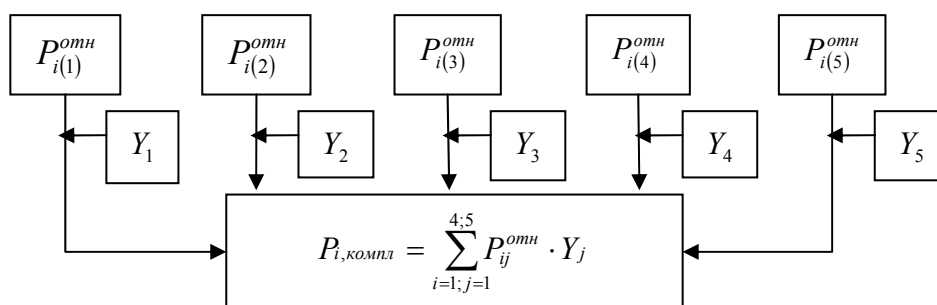 P_{i(1)}^{отн} P_{i(2)}^{отн} P_{i(3)}^{отн} P_{i(4)}^{отн} P_{i(5)}^{отн}
Y_1 Y_2 Y_3 Y_4 Y_5
P_{i,компл} = \sum_{i=1; j=1}^{4;5} P_{ij}^{отн} \cdot Y_j